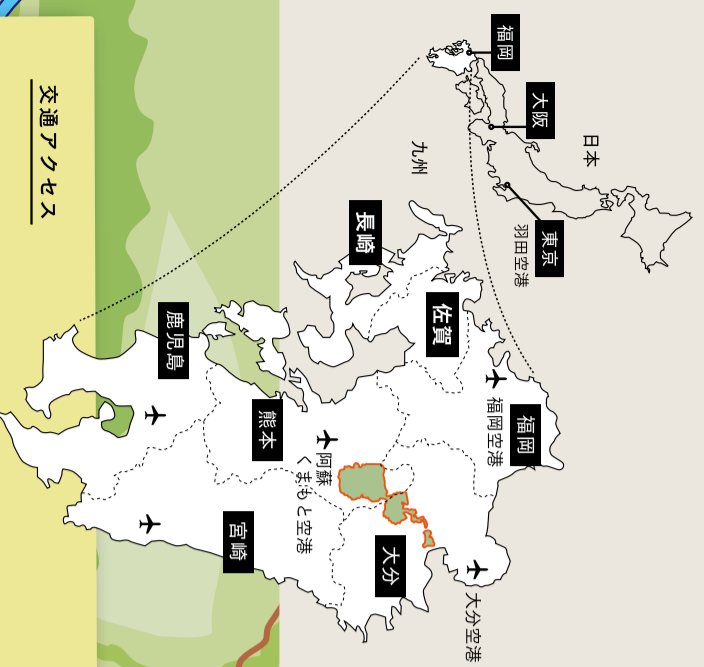 福岡
大阪
日本
東京
羽田空港
九州
福岡
福岡空港
佐賀
長崎
大分空港
大分
阿蘇
くまもと空港
熊本
宮崎
鹿児島
交通アクセス